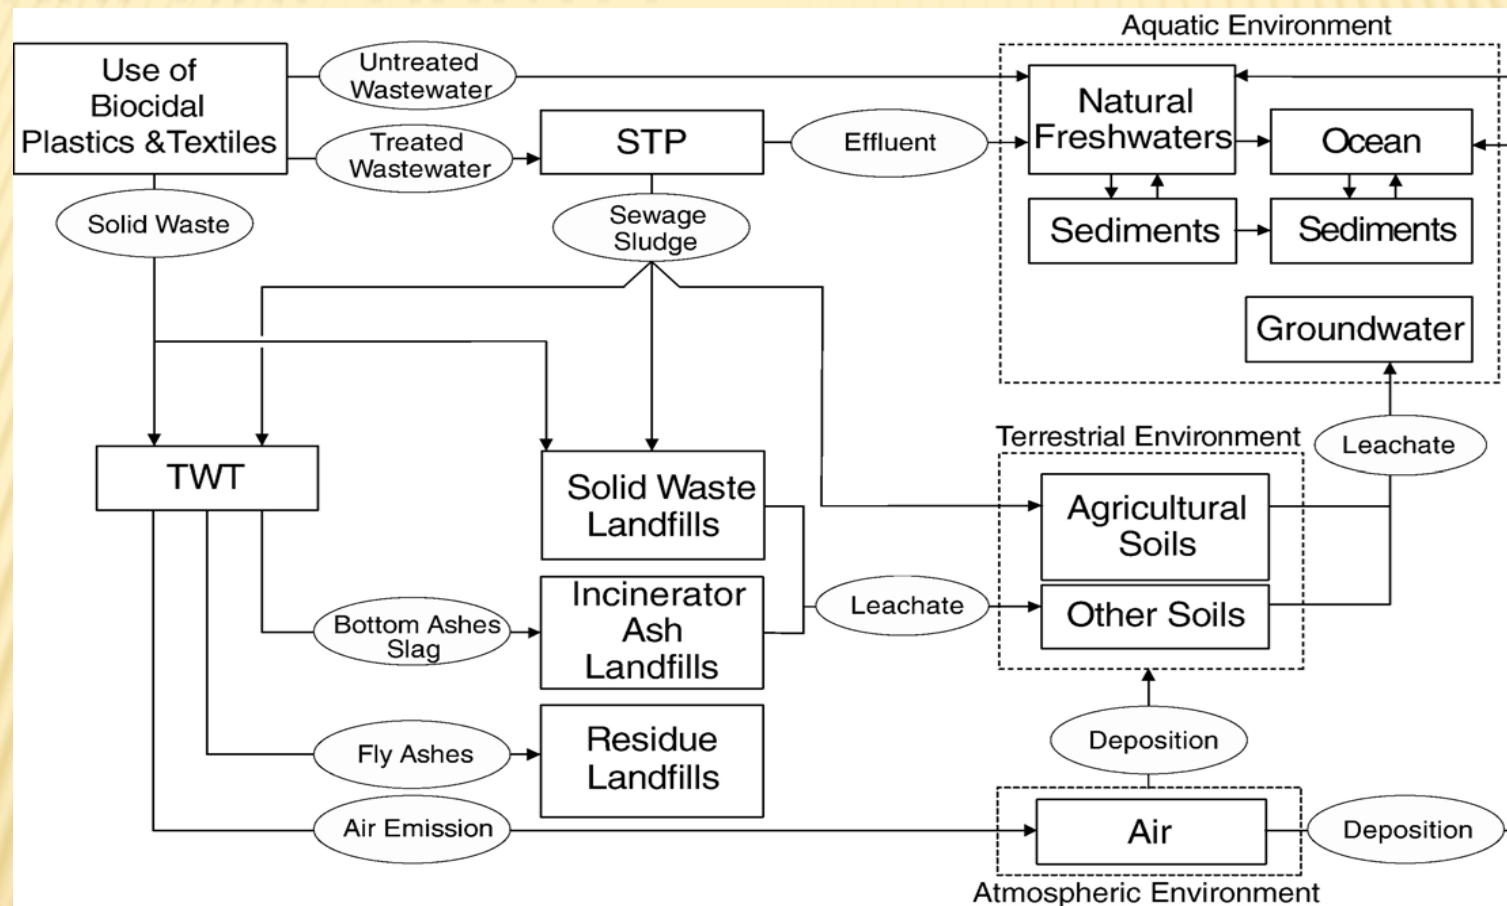 Aquatic Environment
Use of
Biocidal
Plastics &Textiles
Untreated
Wastewater
Treated
Wastewater
STP
Effluent
Natural
Freshwaters
Ocean
Sediments
Sediments
Groundwater
Solid Waste
Sewage
Sludge
Leachate
TWT
Solid Waste
Landfills
Terrestrial Environment
Agricultural
Soils
Other Soils
Incinerator
Ash
Landfills
Leachate
Bottom Ashes
Slag
Fly Ashes
Residue
Landfills
Deposition
Air Emission
Air
Deposition
Atmospheric Environment